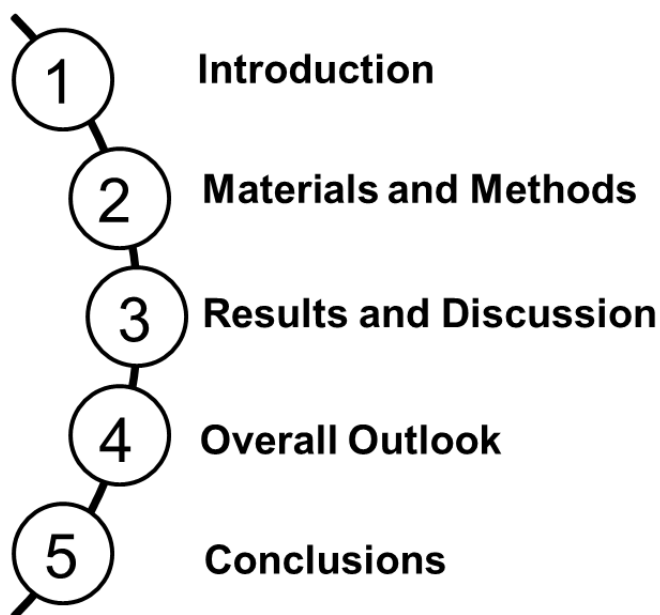 1 Introduction
2 Materials and Methods
3 Results and Discussion
4 Overall Outlook
5 Conclusions